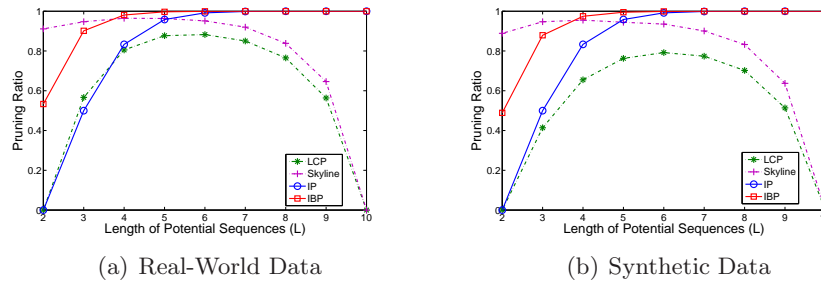 1
0.8
0.6
0.4
0.2
0
Pruning Ratio
2 3 4 5 6 7 8 9 10
Length of Potential Sequences (L)
LCP
Skyline
IP
IBP
(a) Real-World Data
1
0.8
0.6
0.4
0.2
0
Pruning Ratio
2 3 4 5 6 7 8 9
Length of Potential Sequences (L)
LCP
Skyline
IP
IBP
(b) Synthetic Data